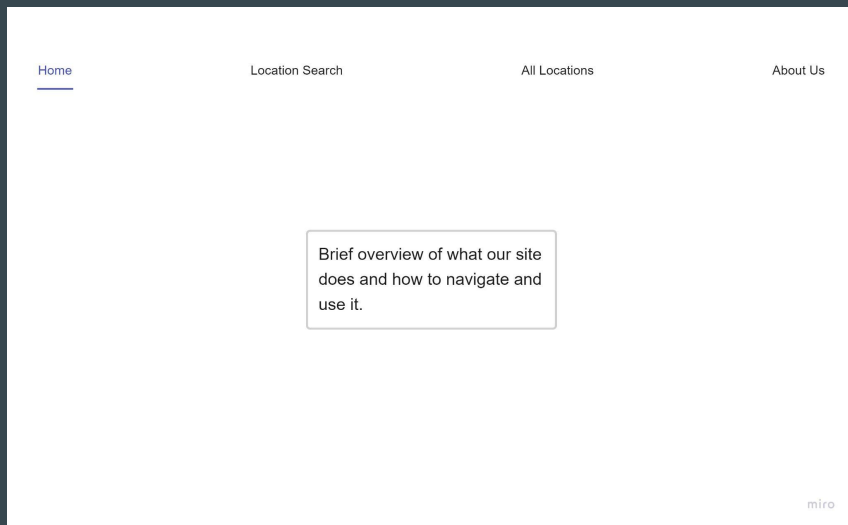 Home
Location Search
All Locations
About Us
Brief overview of what our site
does and how to navigate and
use it.
miro